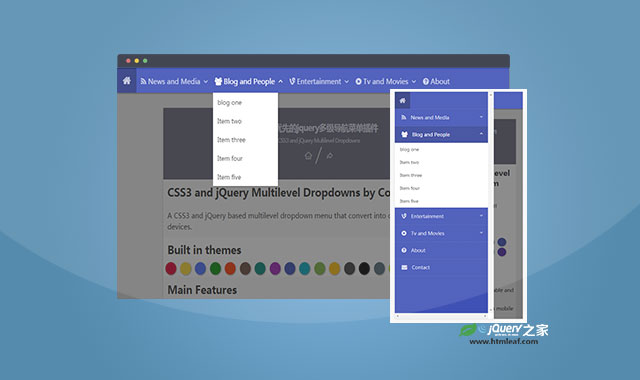 News and Media
Blog and People
Entertainment
Tv and Movies
About
blog one
Item two
Item three
Item four
Item five
优先的jquery多级导航菜单插件
CSS3 and jQuery Multilevel Dropdowns
CSS3 and jQuery Multilevel Dropdowns by Co
A CSS3 and jQuery based multilevel dropdown menu that convert into
devices.
Built in themes
Main Features
News and Media
Blog and People
blog one
Item two
Item three
Item four
Item five
Entertainment
Tv and Movies
About
Contact
and
mobile
jQuery之家
www.htmleaf.com